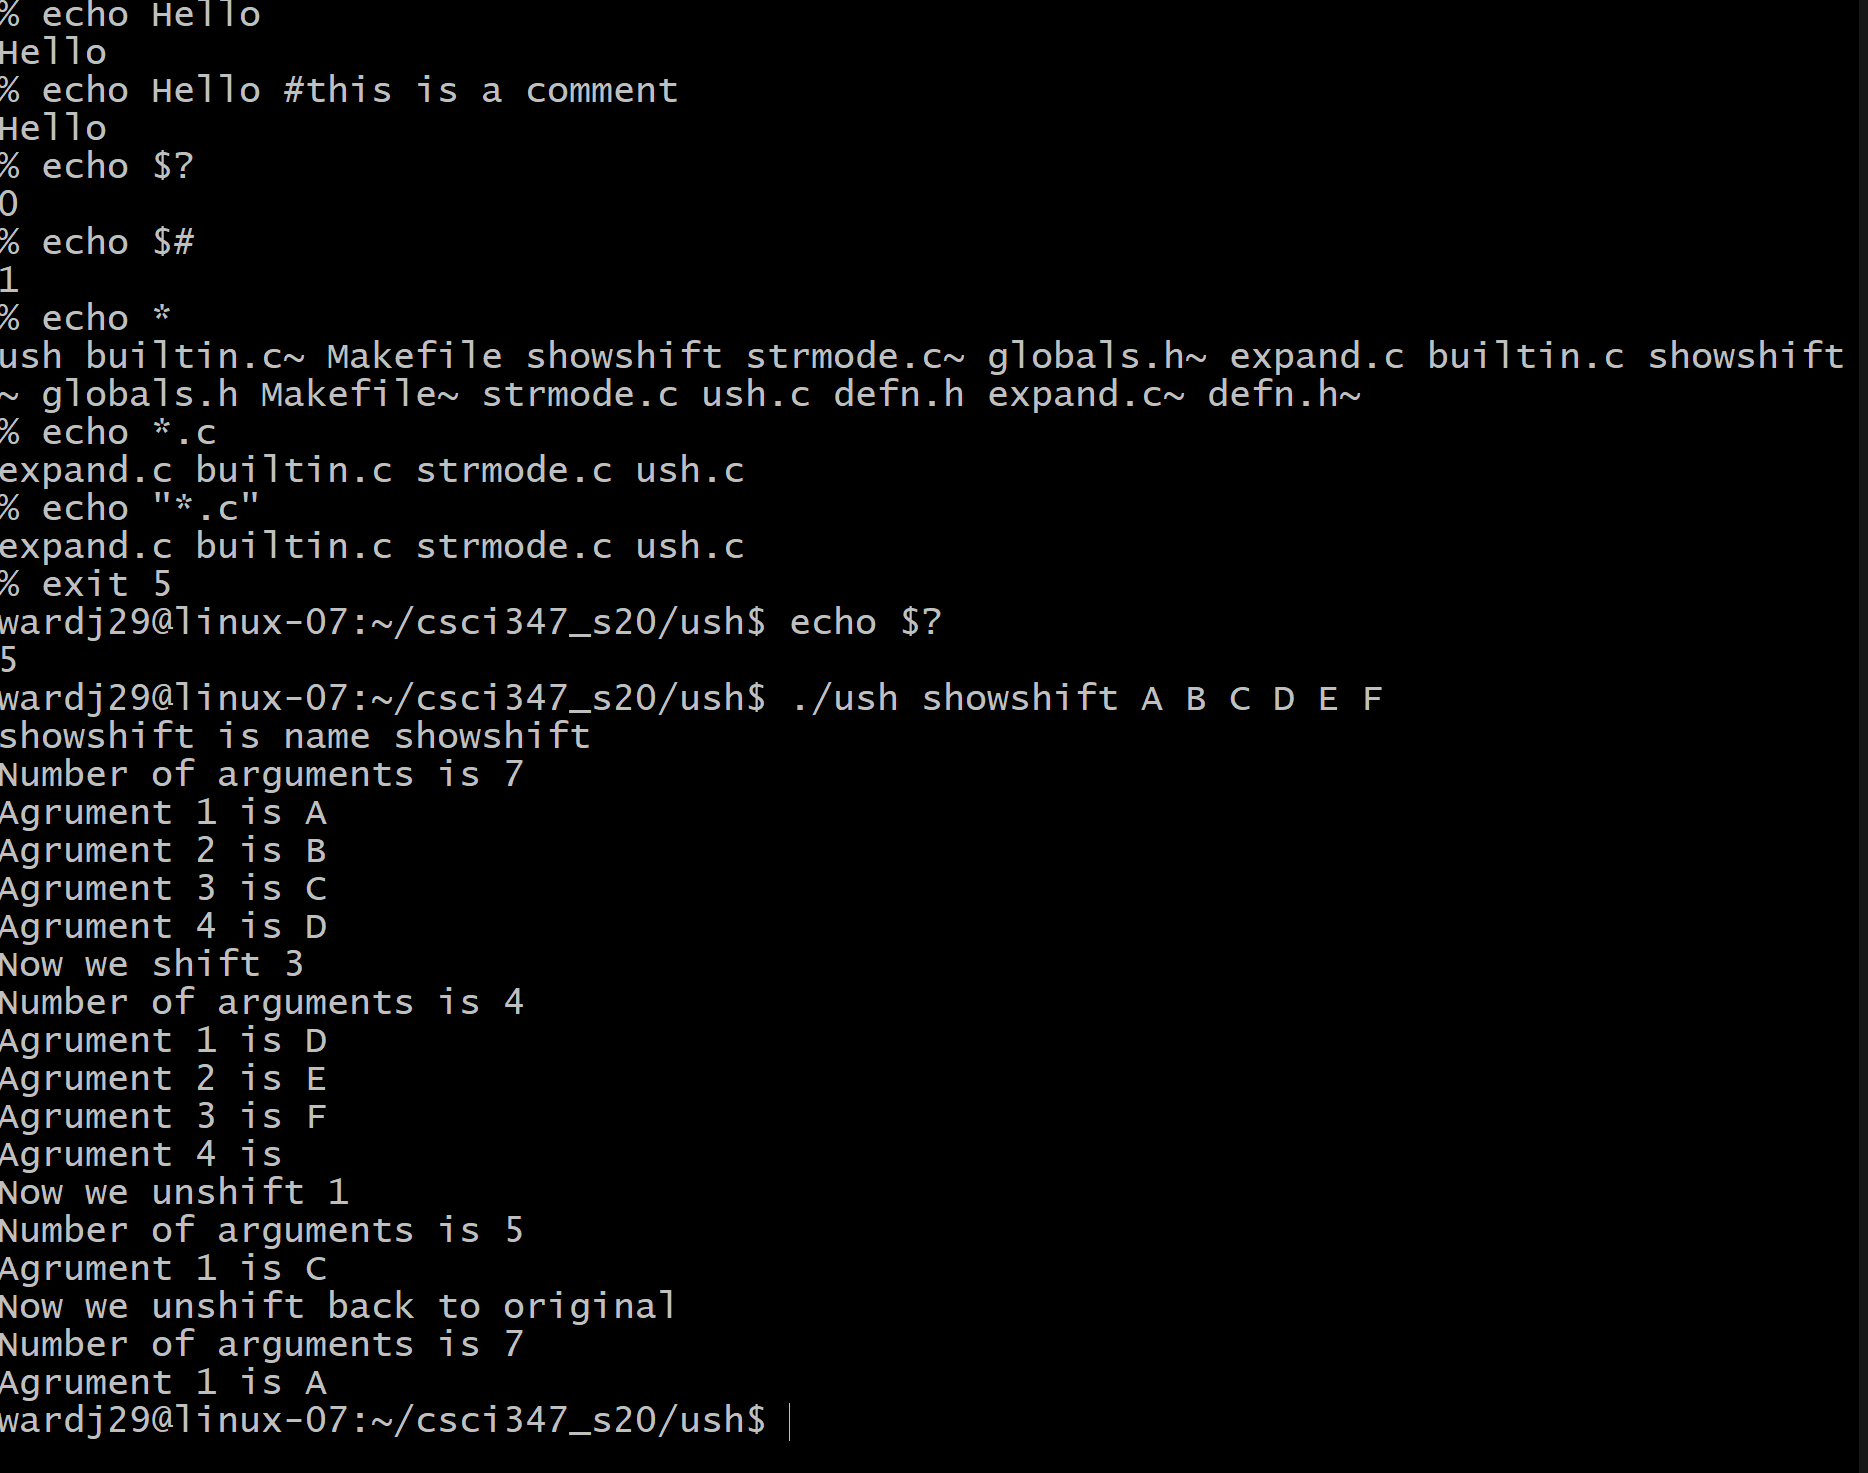 % echo Hello
Hello
% echo Hello #this is a comment
Hello
% echo $?
0
% echo $#
1
% echo *
ush builtin.c~ Makefile showshift strmode.c~ globals.h~ expand.c builtin.c showshift
~ globals.h Makefile~ strmode.c ush.c defn.h expand.c~ defn.h~
% echo *.c
expand.c builtin.c strmode.c ush.c
% echo "*.c"
expand.c builtin.c strmode.c ush.c
% exit 5
wardj29@linux-07:~/csci347_s20/ush$ echo $?
5
wardj29@linux-07:~/csci347_s20/ush$ ./ush showshift A B C D E F
showshift is name showshift
Number of arguments is 7
Agrument 1 is A
Agrument 2 is B
Agrument 3 is C
Agrument 4 is D
Now we shift 3
Number of arguments is 4
Agrument 1 is D
Agrument 2 is E
Agrument 3 is F
Agrument 4 is
Now we unshift 1
Number of arguments is 5
Agrument 1 is C
Now we unshift back to original
Number of arguments is 7
Agrument 1 is A
wardj29@linux-07:~/csci347_s20/ush$